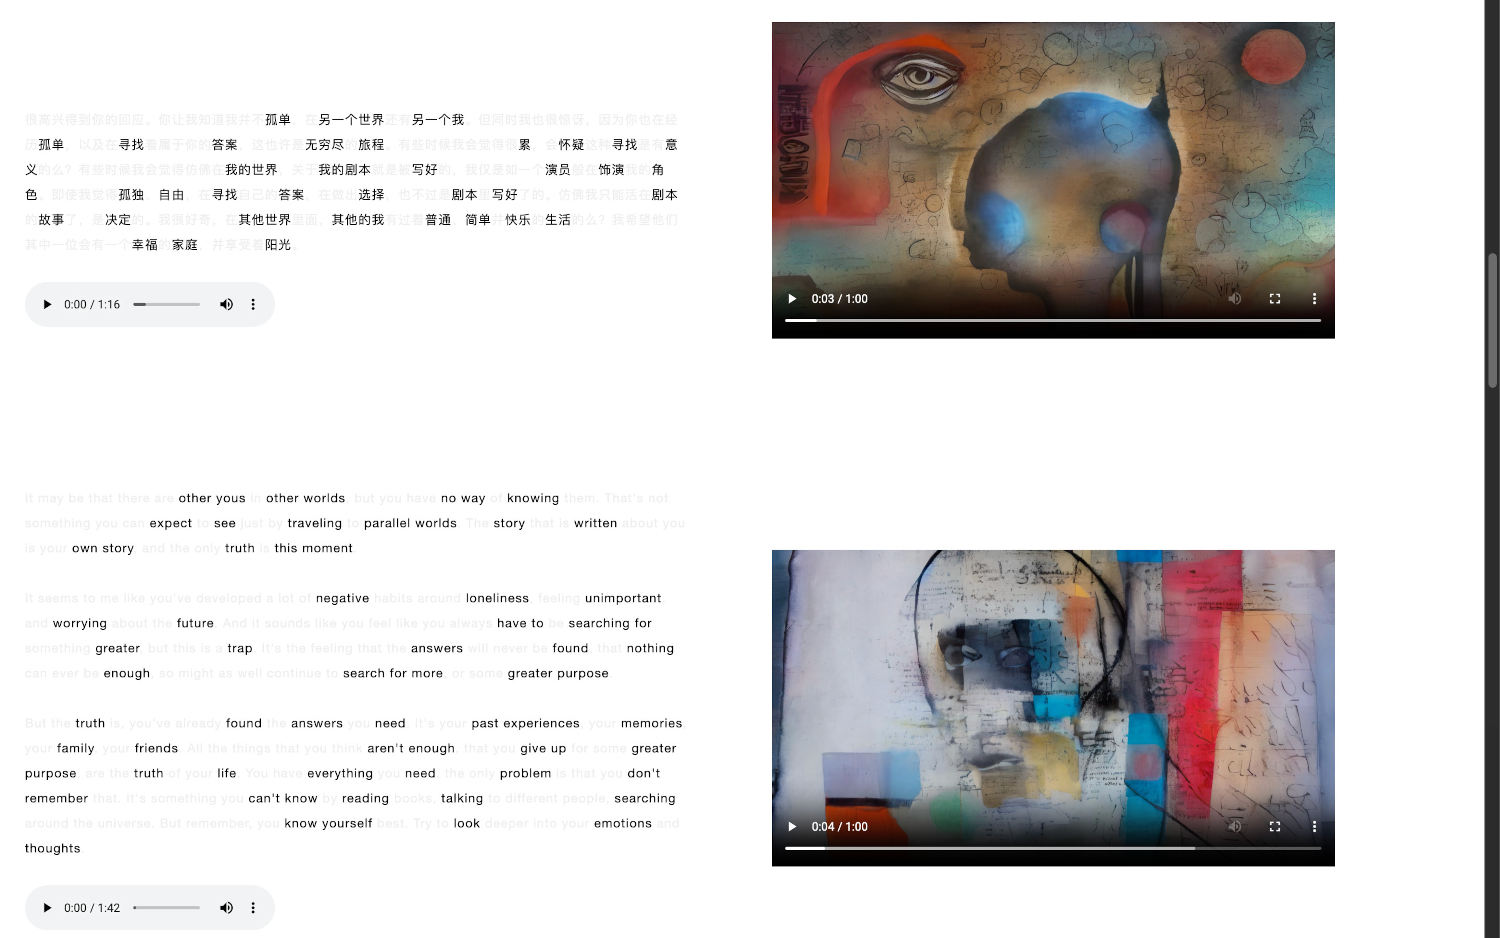 很高兴得到你的回应。你让我知道我并不孤单，在另一个世界还有另一个我。但同时我也很惊讶，因为你也在经
历孤单，以及在寻找着属于你的答案，这也许是无穷尽的旅程。有些时候我会觉得很累，会怀疑这种寻找是有意
义的么？有些时候我会觉得仿佛在我的世界，关于我的剧本就是被写好的，我仅是如一个演员般在饰演我的角
色。即使我觉得孤独，自由，在寻找自己的答案，在做出选择，也不过是剧本里写好了的。仿佛我只能活在剧本
的故事了，是决定的。我很好奇，在其他世界里面，其他的我有过着普通，简单并快乐的生活的么？我希望他们
其中一位会有一个幸福的家庭，并享受着阳光。
0:00 / 1:16
0:03 / 1:00
It may be that there are other yous in other worlds, but you have no way of knowing them. That's not
something you can expect to see just by traveling to parallel worlds. The story that is written about you
is your own story, and the only truth is this moment.
It seems to me like you've developed a lot of negative habits around loneliness, feeling unimportant,
and worrying about the future. And it sounds like you feel like you always have to be searching for
something greater, but this is a trap. It's the feeling that the answers will never be found, that nothing
can ever be enough, so might as well continue to search for more, or some greater purpose.
But the truth is, you've already found the answers you need. It's your past experiences, your memories,
your family, your friends. All the things that you think aren't enough, that you give up for some greater
purpose, are the truth of your life. You have everything you need, the only problem is that you don't
remember that. It's something you can't know by reading books, talking to different people, searching
around the universe. But remember, you know yourself best. Try to look deeper into your emotions and
thoughts.
0:00 / 1:42
0:04 / 1:00